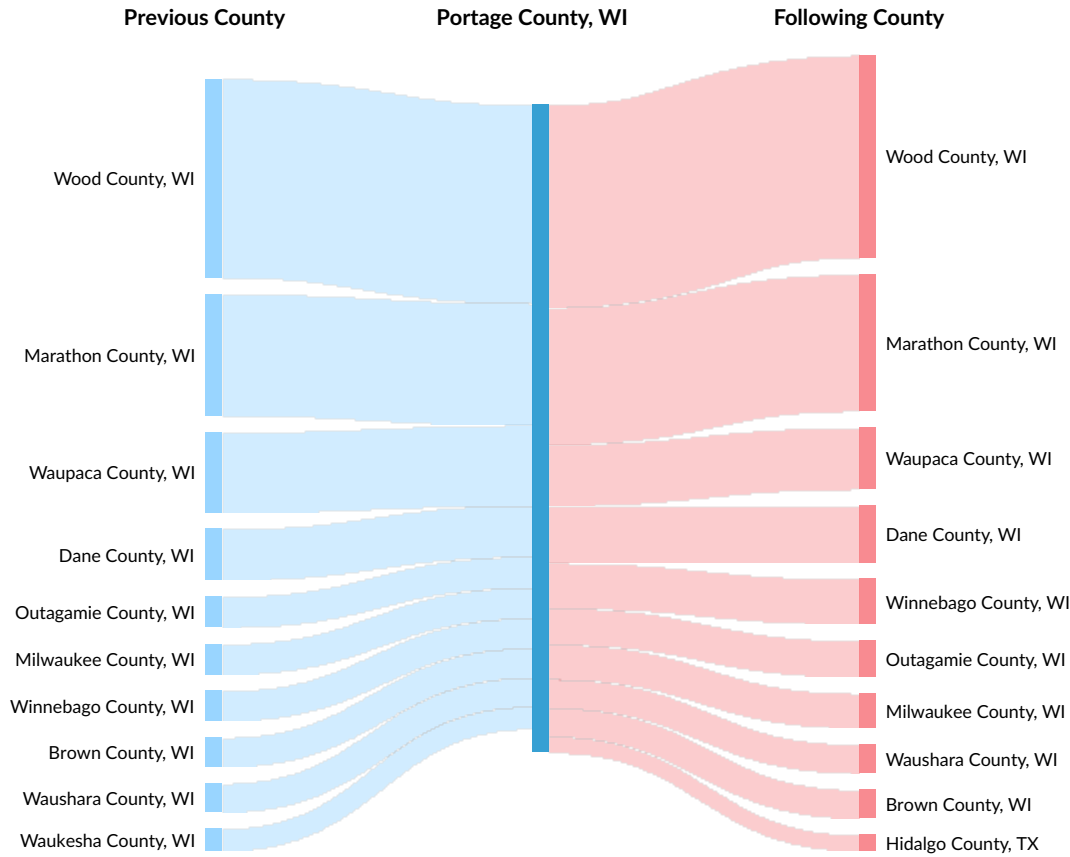 Previous County
Portage County, WI
Following County
Wood County, WI
Marathon County, WI
Waupaca County, WI
Dane County, WI
Outagamie County, WI
Milwaukee County, WI
Winnebago County, WI
Brown County, WI
Waushara County, WI
Waukesha County, WI
Wood County, WI
Marathon County, WI
Waupaca County, WI
Dane County, WI
Winnebago County, WI
Outagamie County, WI
Milwaukee County, WI
Waushara County, WI
Brown County, WI
Hidalgo County, TX